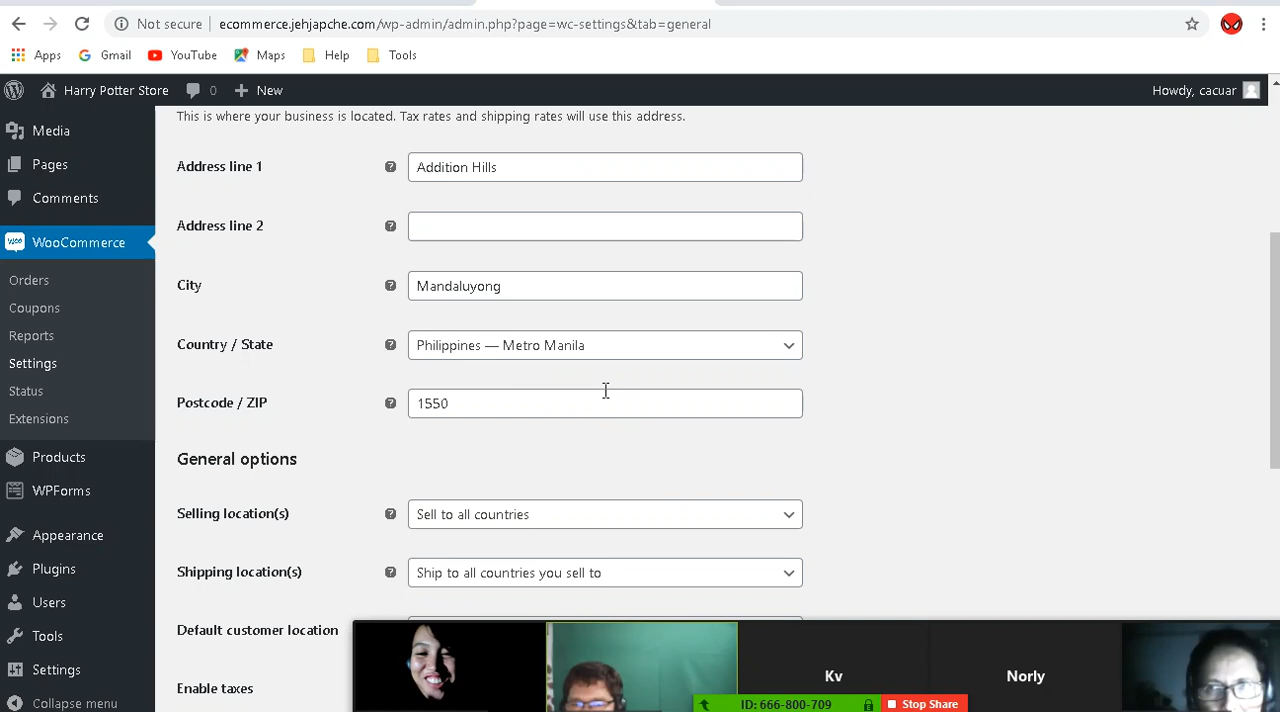 Not secure ecommerce.jehjapche.com/wp-admin/admin.php?page=wc-settings&tab=general
Apps Gmail YouTube Maps Help Tools
Harry Potter Store 0 New Howdy, cacuar
Media
Pages
Comments
WooCommerce
Orders
Coupons
Reports
Settings
Status
Extensions
Products
WPForms
Appearance
Plugins
Users
Tools
Settings
Collapse menu
This is where your business is located. Tax rates and shipping rates will use this address.
Address line 1 Addition Hills
Address line 2
City Mandaluyong
Country / State Philippines — Metro Manila
Postcode / ZIP 1550
General options
Selling location(s) Sell to all countries
Shipping location(s) Ship to all countries you sell to
Default customer location
Enable taxes
Kv
Norly
ID: 666-800-709 Stop Share